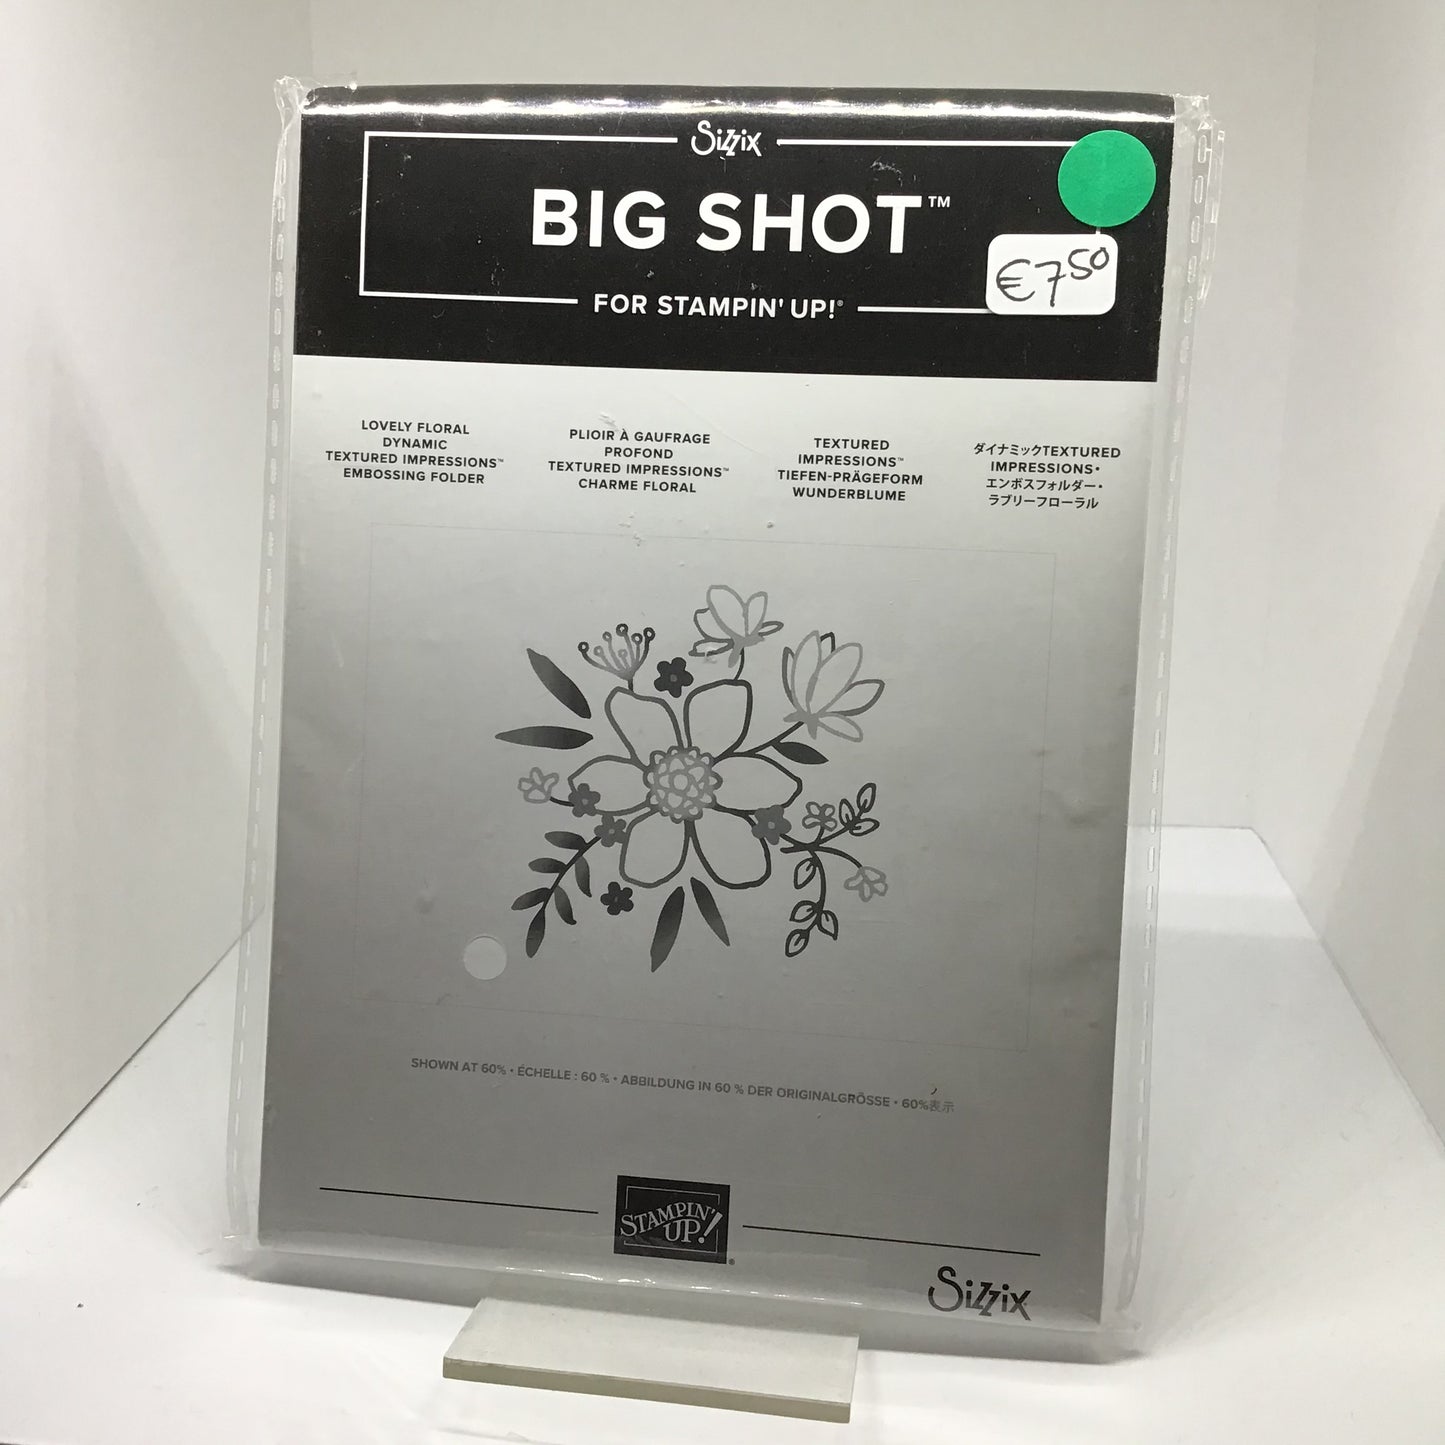 Sizzix
BIG SHOT™
€7.50
FOR STAMPIN' UP!®
LOVELY FLORAL
DYNAMIC
TEXTURED IMPRESSIONS™
EMBOSSING FOLDER
PLIOIR À GAUFRAGE
PROFOND
TEXTURED IMPRESSIONS™
CHARME FLORAL
TEXTURED
IMPRESSIONS™
TIEFEN-PRÄGEFORM
WUNDERBLUME
ダイナミックTEXTURED
IMPRESSIONS・
エンボスフォルダー・
ラブリーフローラル
SHOWN AT 60% • ÉCHELLE : 60 % • ABBILDUNG IN 60 % DER ORIGINALGRÖSSE • 60%表示
STAMPIN'
UP!®
Sizzix